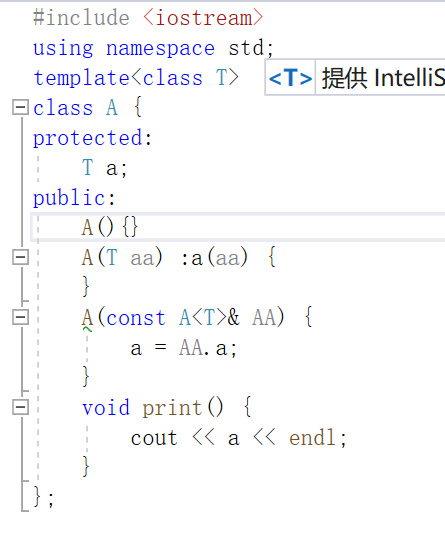 #include <iostream>
using namespace std;
template<class T>
<T> 提供 IntelliS
class A {
protected:
    T a;
public:
    A(){}
    A(T aa) :a(aa) {
    }
    A(const A<T>& AA) {
        a = AA.a;
    }
    void print() {
        cout << a << endl;
    }
};